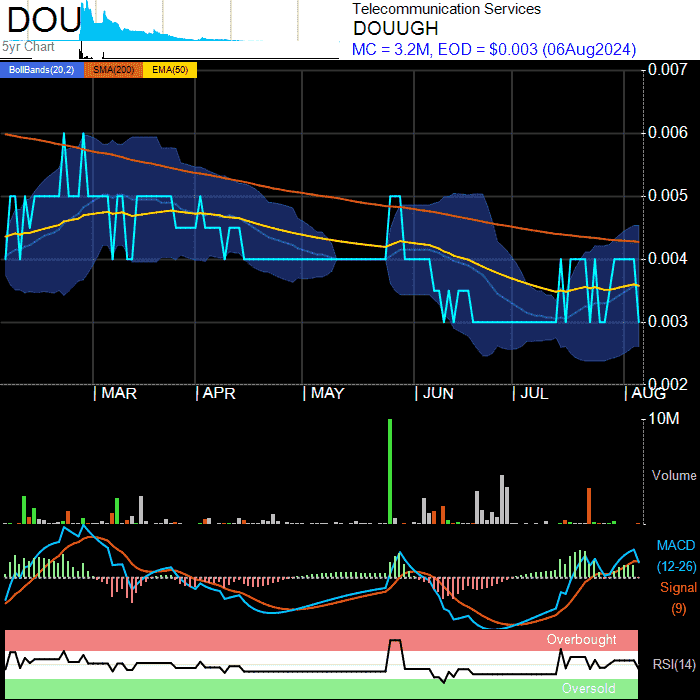 DOU
5yr Chart
Telecommunication Services
DOUUGH
MC = 3.2M, EOD = $0.003 (06Aug2024)
BollBands(20,2) SMA(200) EMA(50)
0.007
0.006
0.005
0.004
0.003
0.002
MAR APR MAY JUN JUL AUG
10M
Volume
MACD
(12-26)
Signal
(9)
Overbought
RSI(14)
Oversold